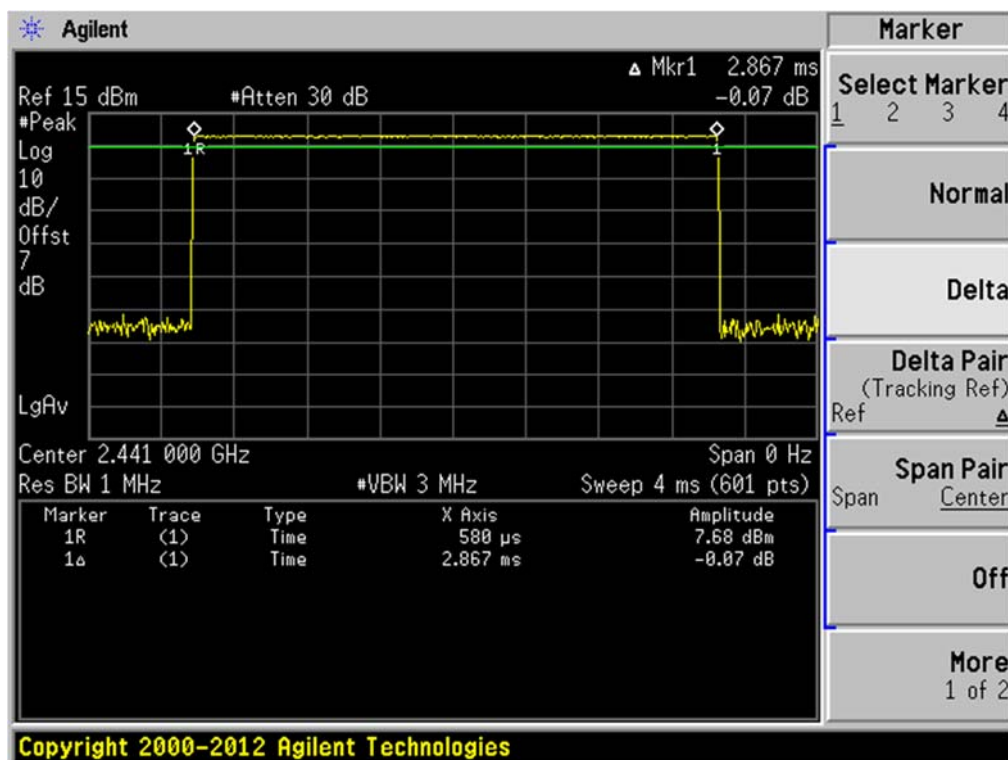 Agilent
Marker
▵ Mkr1 2.867 ms
Ref 15 dBm #Atten 30 dB -0.07 dB
#Peak
Log
10
dB/
Offst
7
dB
LgAv
1R
1
Center 2.441 000 GHz Span 0 Hz
Res BW 1 MHz #VBW 3 MHz Sweep 4 ms (601 pts)
Marker Trace Type X Axis Amplitude
1R (1) Time 580 µs 7.68 dBm
1▵ (1) Time 2.867 ms -0.07 dB
Select Marker
1 2 3 4
Normal
Delta
Delta Pair
(Tracking Ref)
Ref ▵
Span Pair
Span Center
Off
More
1 of 2
Copyright 2000-2012 Agilent Technologies